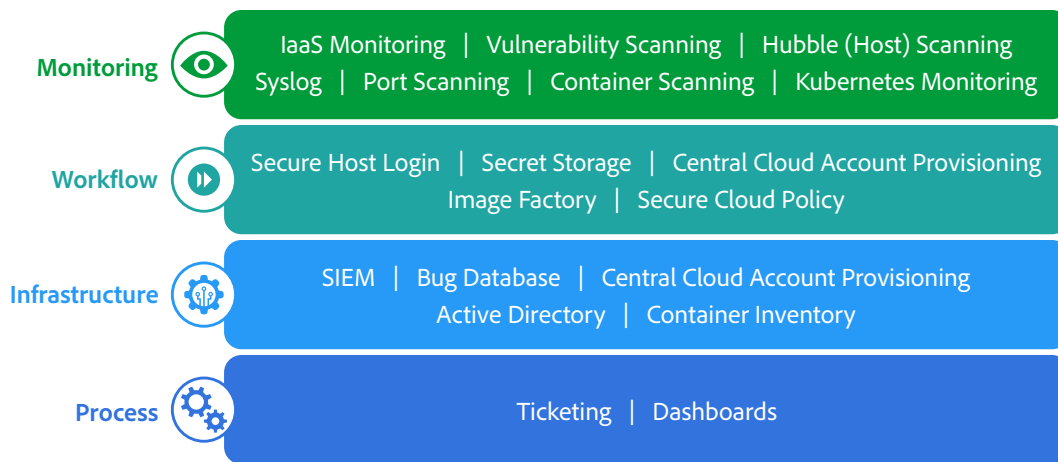 Monitoring
IaaS Monitoring | Vulnerability Scanning | Hubble (Host) Scanning
Syslog | Port Scanning | Container Scanning | Kubernetes Monitoring
Workflow
Secure Host Login | Secret Storage | Central Cloud Account Provisioning
Image Factory | Secure Cloud Policy
Infrastructure
SIEM | Bug Database | Central Cloud Account Provisioning
Active Directory | Container Inventory
Process
Ticketing | Dashboards